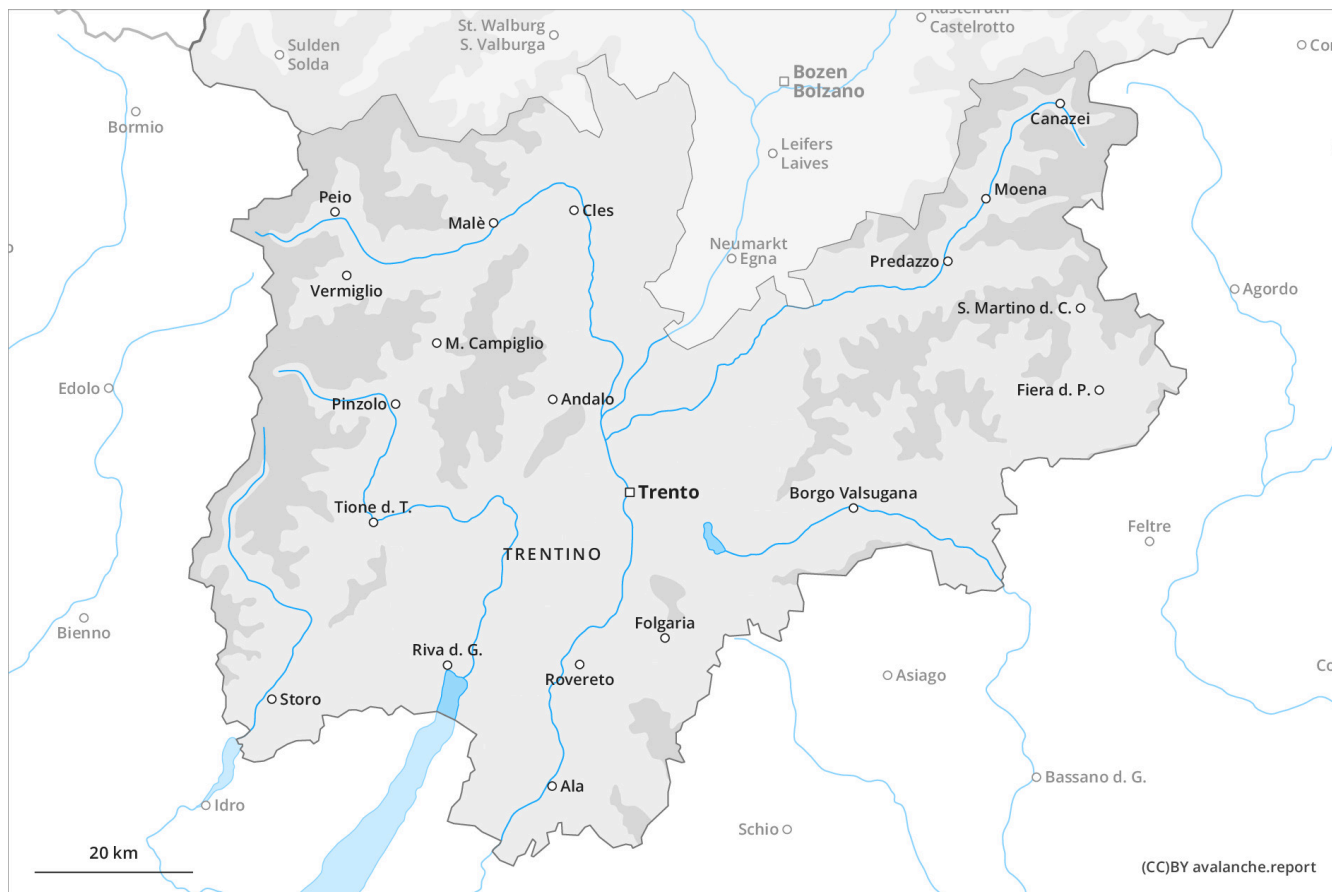 Kastelruth
Castelrotto
St. Walburg
S. Valburga
Sulden
Solda
Bozen
Bolzano
Bormio
Canazei
Leifers
Laives
Moena
Peio
Malè
Cles
Neumarkt
Egna
Predazzo
Vermiglio
Agordo
S. Martino d. C.
M. Campiglio
Edolo
Fiera d. P.
Andalo
Pinzolo
Trento
Borgo Valsugana
Tione d. T.
Feltre
TRENTINO
Folgaria
Bienno
Riva d. G.
Rovereto
Asiago
Storo
Bassano d. G.
Ala
Idro
Schio
20 km
(CC)BY avalanche.report